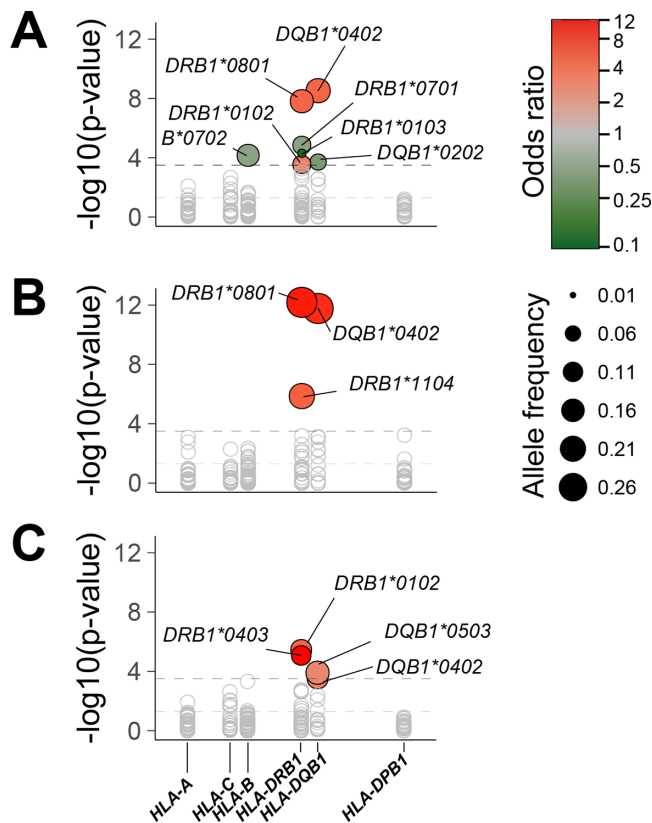 A
-log10(p-value)
12
8
4
0
DQB1*0402
DRB1*0801
DRB1*0701
DRB1*0102
DRB1*0103
B*0702
DQB1*0202
Odds ratio
12
8
4
2
1
0.5
0.25
0.1
B
-log10(p-value)
12
8
4
0
DRB1*0801
DQB1*0402
DRB1*1104
Allele frequency
0.01
0.06
0.11
0.16
0.21
0.26
C
-log10(p-value)
12
8
4
0
DRB1*0102
DRB1*0403
DQB1*0503
DQB1*0402
HLA-A
HLA-C
HLA-B
HLA-DRB1
HLA-DQB1
HLA-DPB1